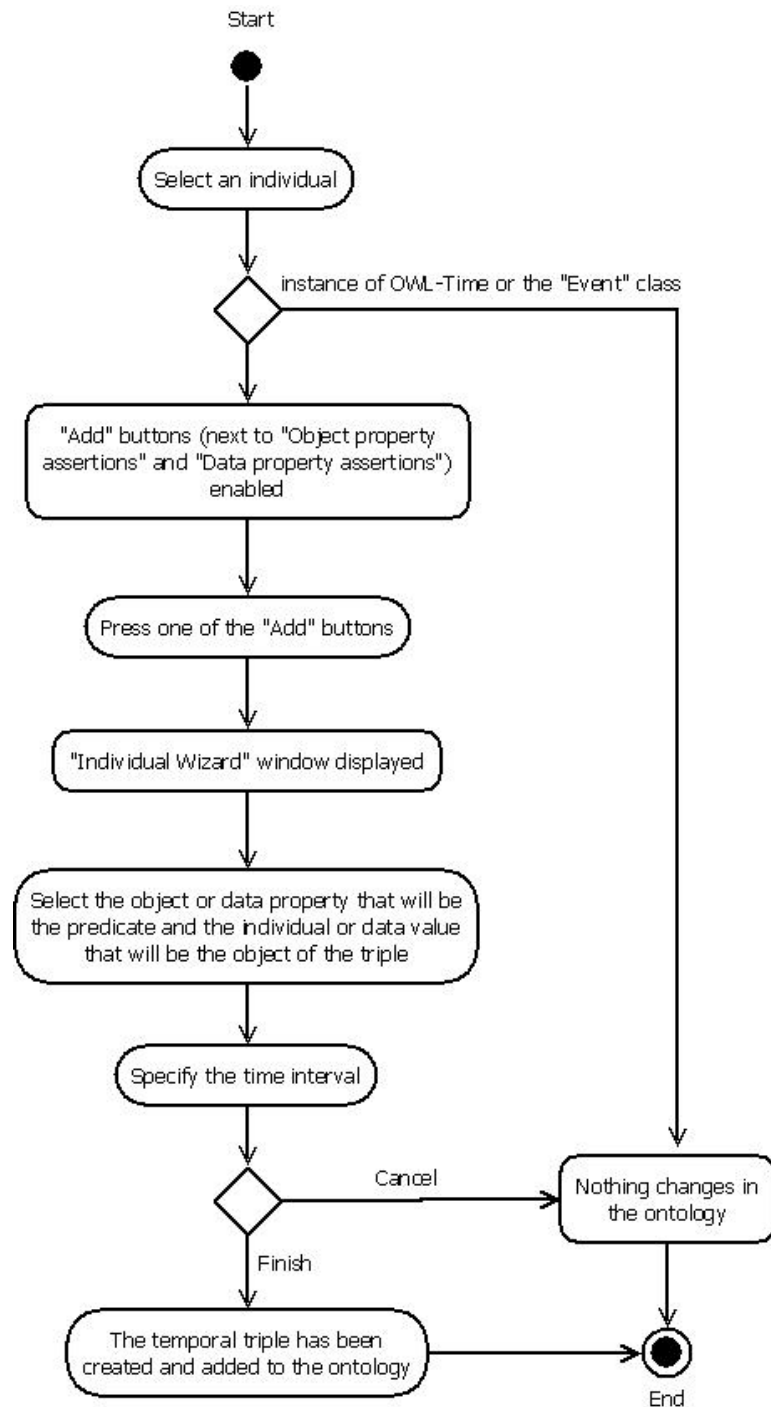 Start
Select an individual
instance of OWL-Time or the "Event" class
"Add" buttons (next to "Object property
assertions" and "Data property assertions")
enabled
Press one of the "Add" buttons
"Individual Wizard" window displayed
Select the object or data property that will be
the predicate and the individual or data value
that will be the object of the triple
Specify the time interval
Cancel
Nothing changes in
the ontology
Finish
The temporal triple has been
created and added to the ontology
End